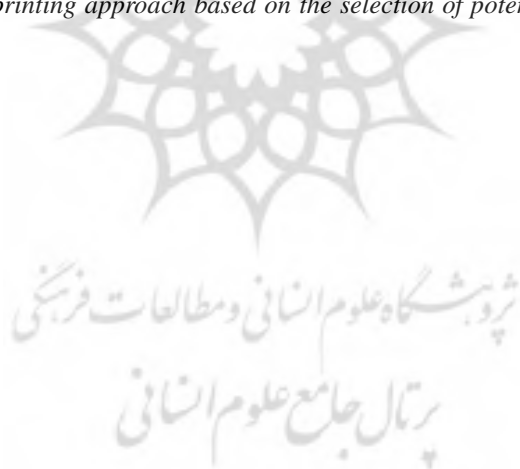 printing approach based on the selection of poten
پژوهشگاه علوم انسانی و مطالعات فرهنگی
پرتال جامع علوم انسانی